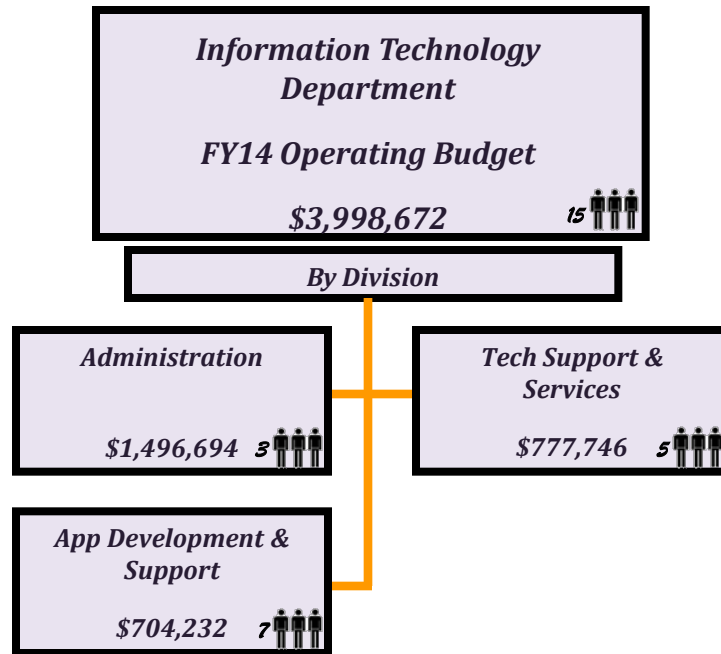 Information Technology
Department
FY14 Operating Budget
$3,998,672 15
By Division
Administration
$1,496,694 3
Tech Support &
Services
$777,746 5
App Development &
Support
$704,232 7